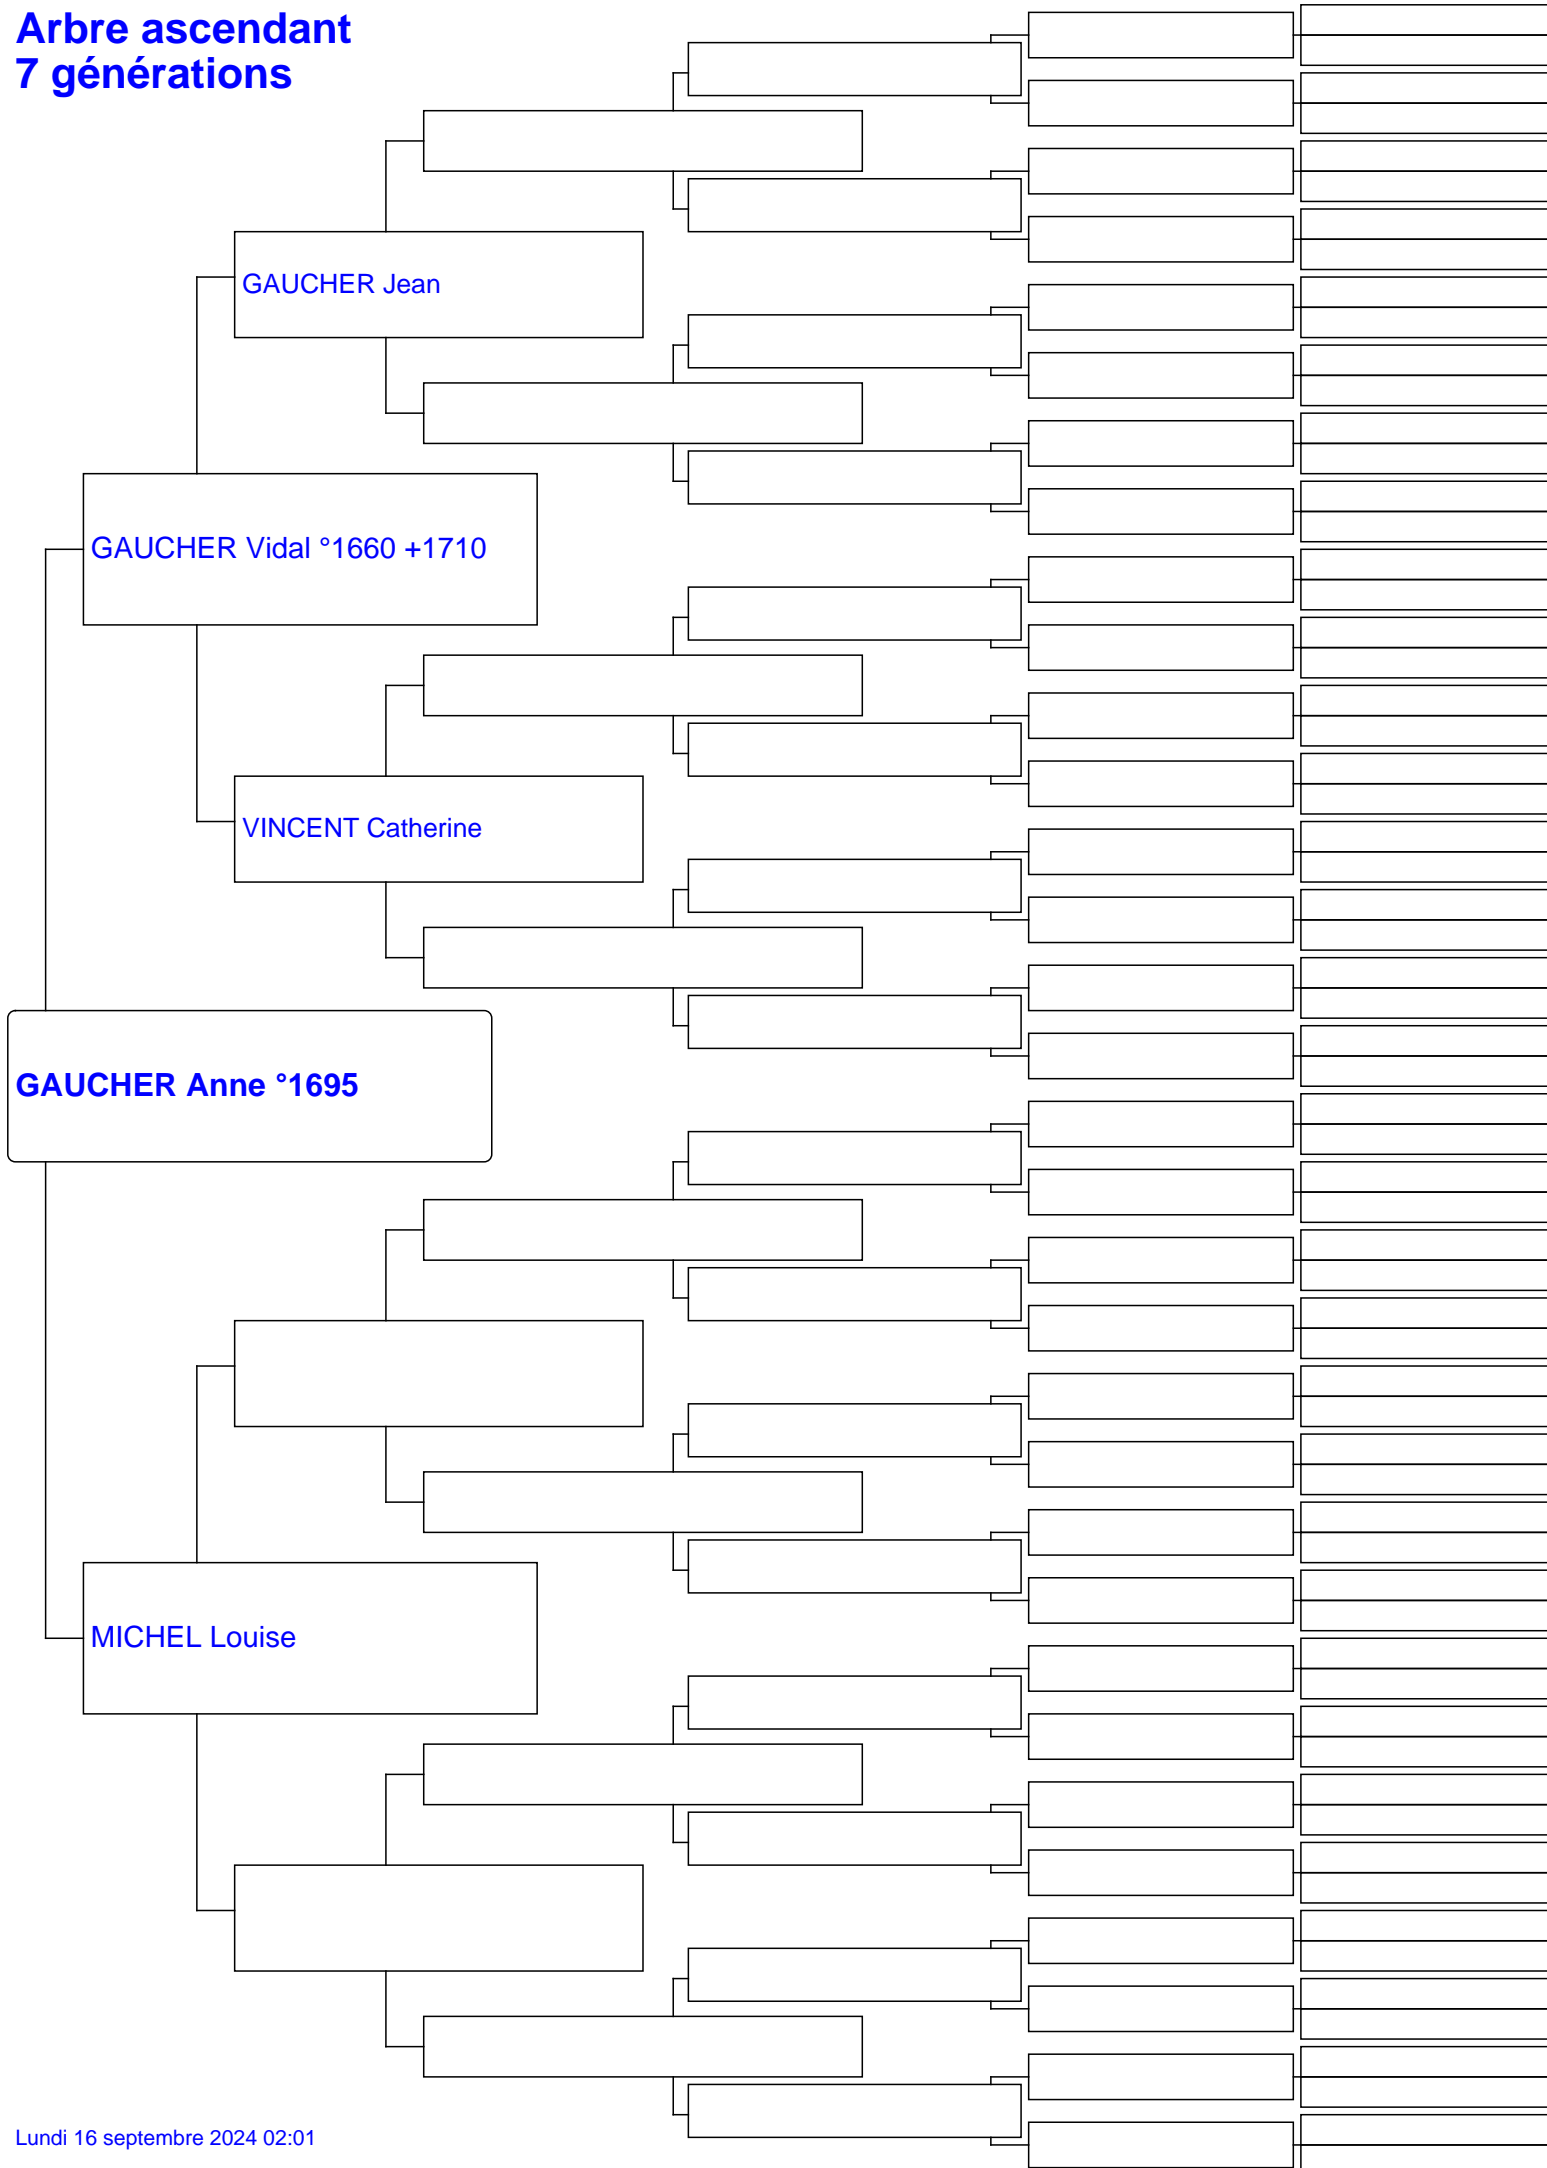 Arbre ascendant
7 générations
GAUCHER Jean
GAUCHER Vidal °1660 +1710
VINCENT Catherine
GAUCHER Anne °1695
MICHEL Louise
Lundi 16 septembre 2024 02:01